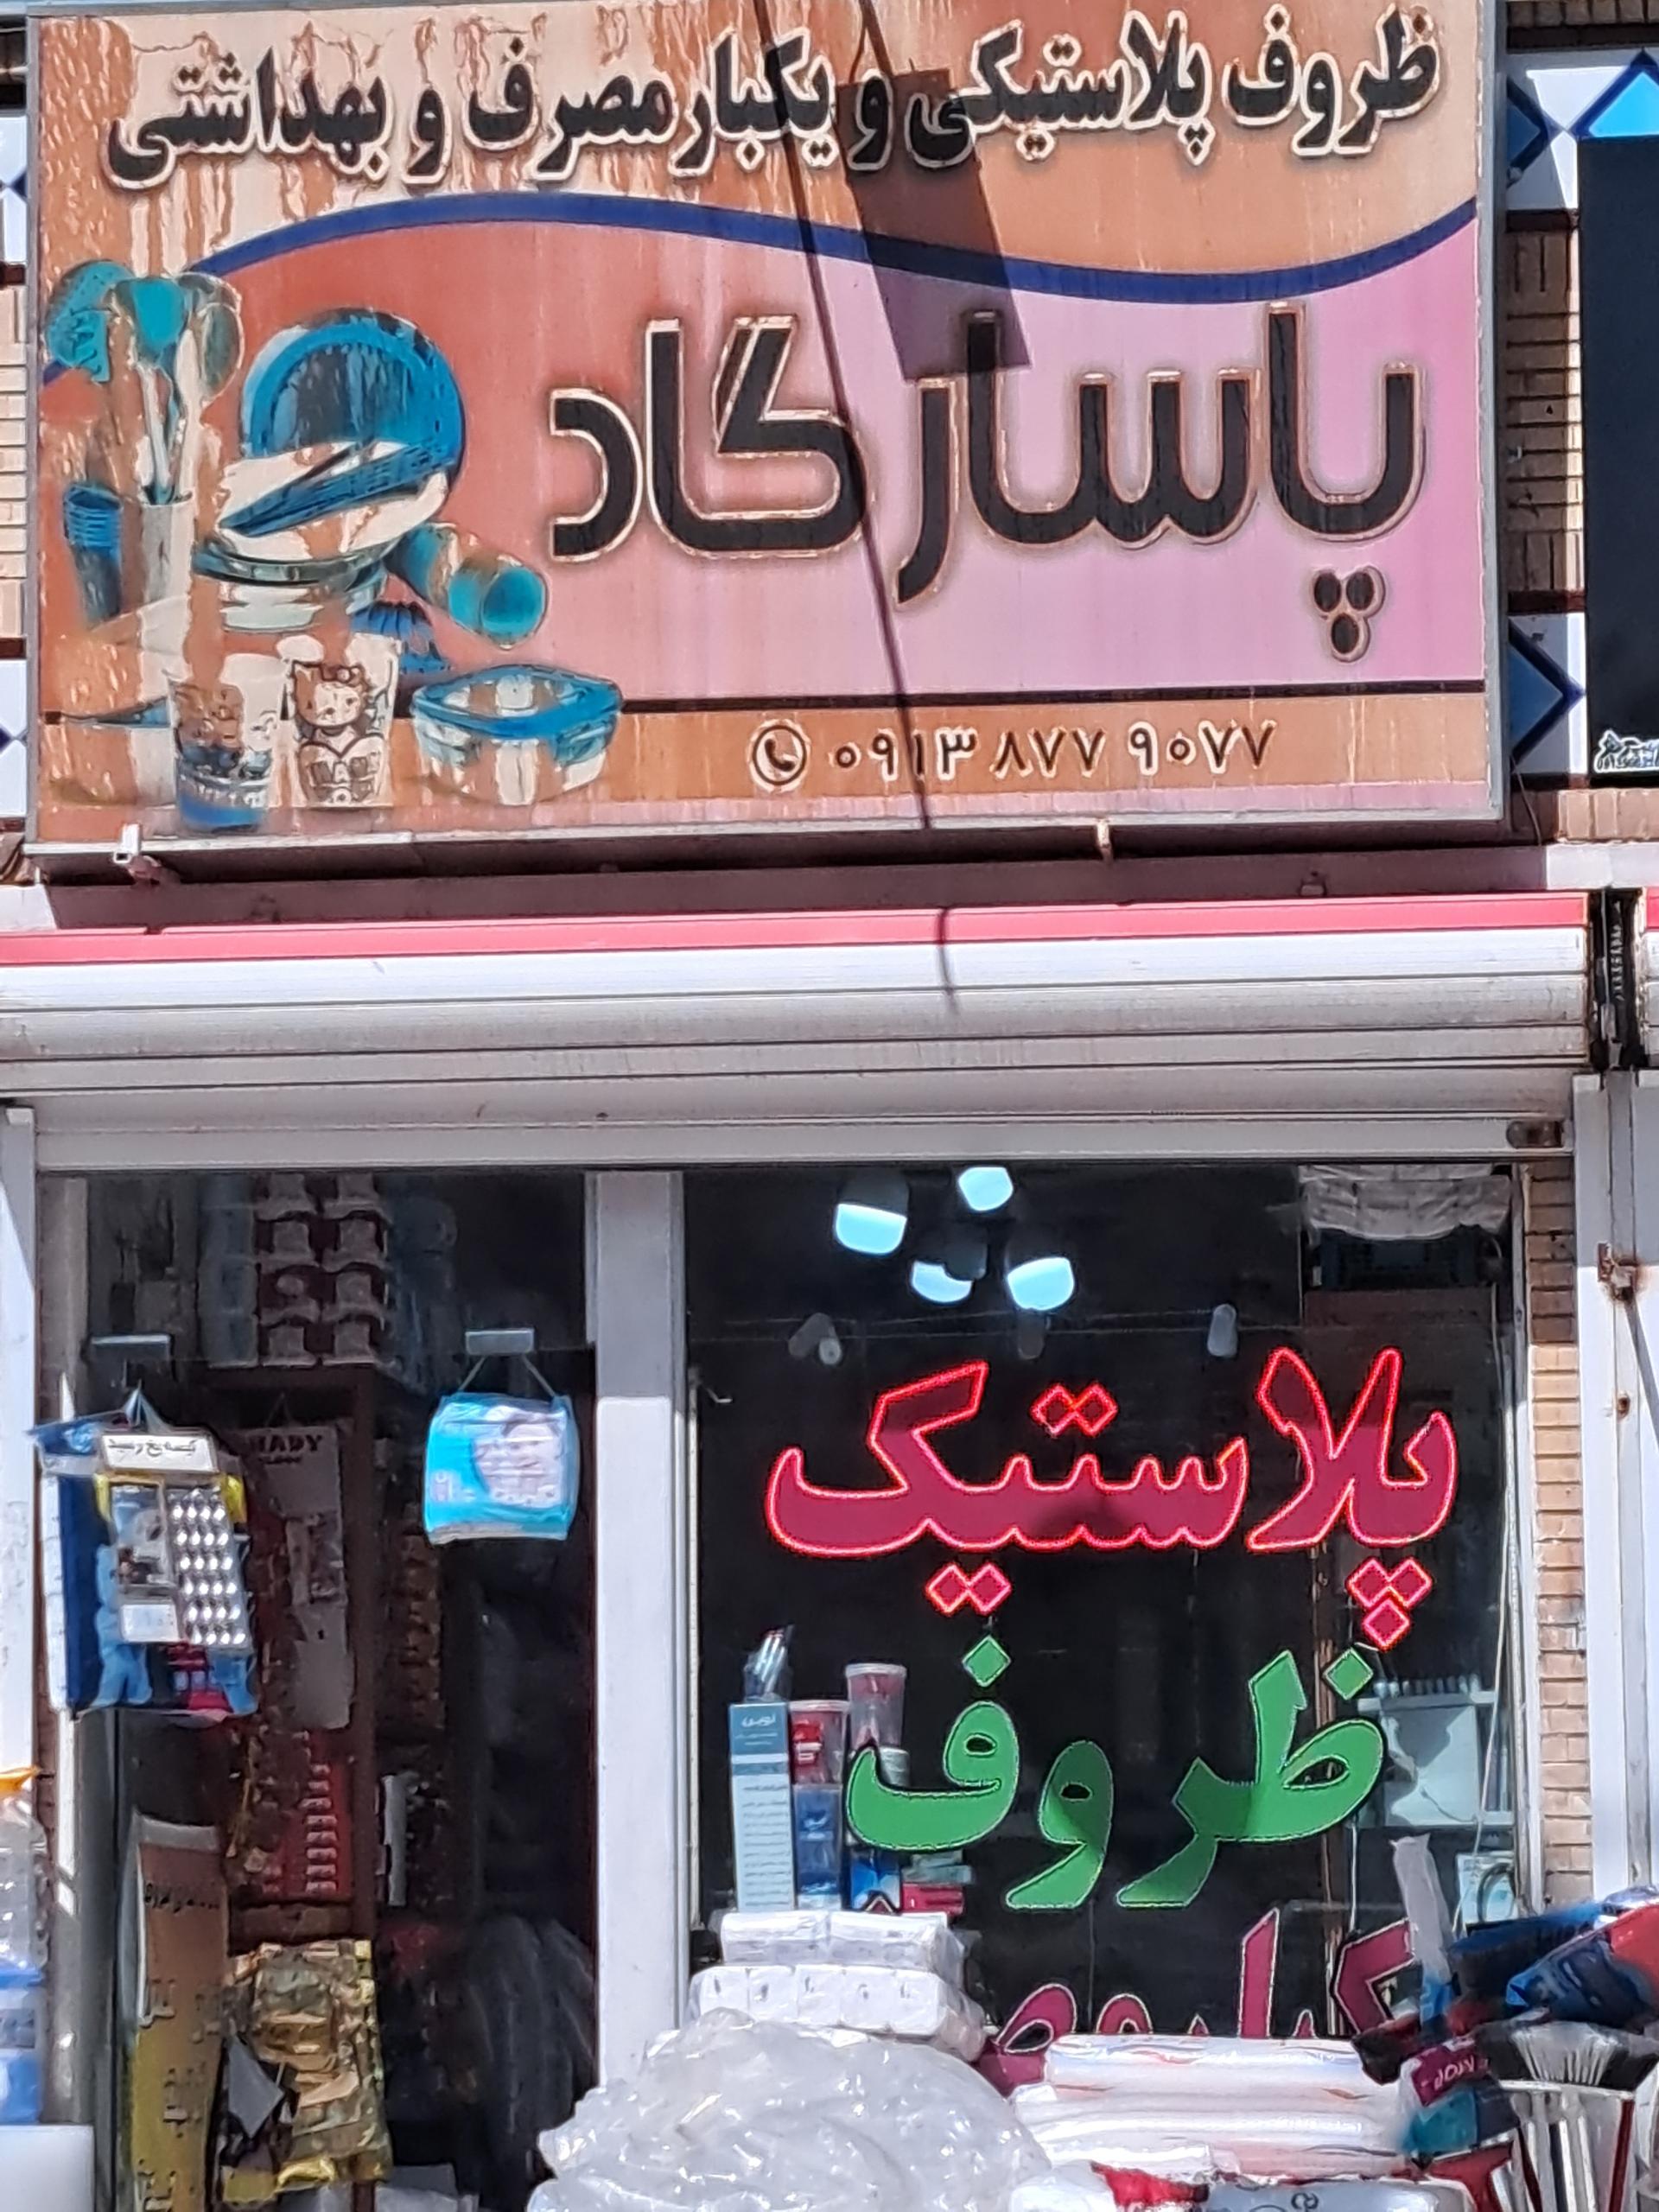 ظروف پلاستیکی و یکبار مصرف و بهداشتی
پاسارگاد
۰۹۱۳ ۸۷۷ ۹۰۷۷
پلاستیک
ظروف